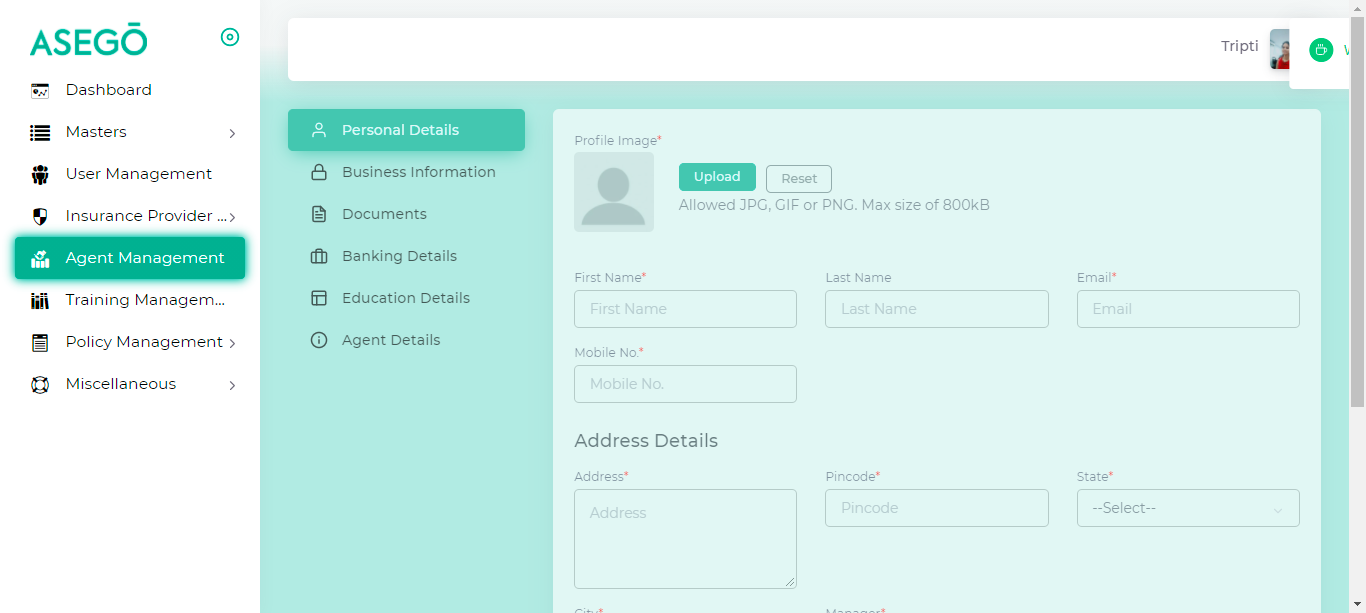 ASEGŌ
Dashboard
Masters
User Management
Insurance Provider ...
Agent Management
Training Managem...
Policy Management
Miscellaneous
Tripti
Personal Details
Business Information
Documents
Banking Details
Education Details
Agent Details
Profile Image*
Upload Reset
Allowed JPG, GIF or PNG. Max size of 800kB
First Name* Last Name Email*
First Name Last Name Email
Mobile No.*
Mobile No.
Address Details
Address* Pincode* State*
Address Pincode --Select--
City* Manager*